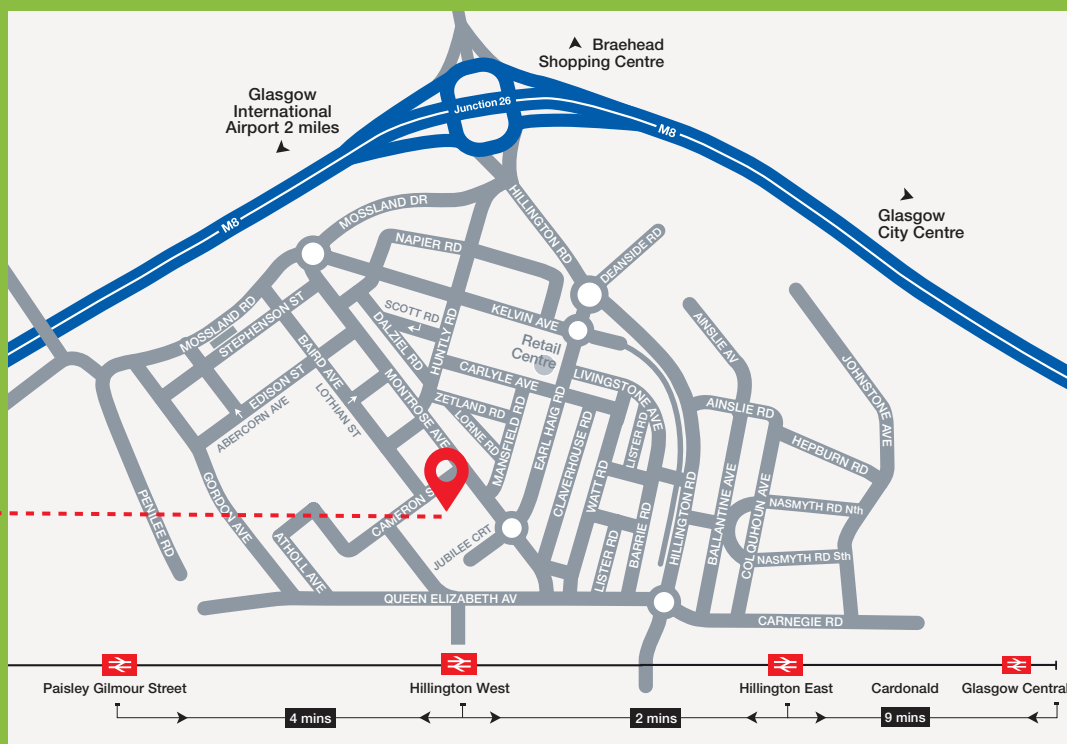 Braehead
Shopping Centre
Glasgow
International
Airport 2 miles
Junction 26
M8
M8
Glasgow
City Centre
MOSSLAND DR
HILLINGTON RD
DEANSIDE RD
NAPIER RD
MOSSLAND RD
STEPHENSON ST
SCOTT RD
KELVIN AVE
AINSLIE AV
JOHNSTONE AVE
DALZIEL RD
HUNTLY RD
Retail
Centre
BAIRD AVE
EDISON ST
ABERCORN AVE
LOTHIAN ST
MONTROSE AVE
CARLYLE AVE
LIVINGSTONE AVE
ZETLAND RD
LORNE RD
MANSFIELD RD
EARL HAIG RD
CLAVERHOUSE RD
LISTER RD
AINSLIE RD
HEPBURN RD
WATT RD
PENILEE RD
GORDON AVE
CAMERON S
HILLINGTON RD
BALLANTINE AVE
COLQUHOUN AVE
NASMYTH RD Nth
NASMYTH RD Sth
ATHOLL AVE
JUBILEE CRT
LISTER RD
BARRIE RD
QUEEN ELIZABETH AV
CARNEGIE RD
Paisley Gilmour Street
Hillington West
Hillington East
Cardonald
Glasgow Central
4 mins
2 mins
9 mins